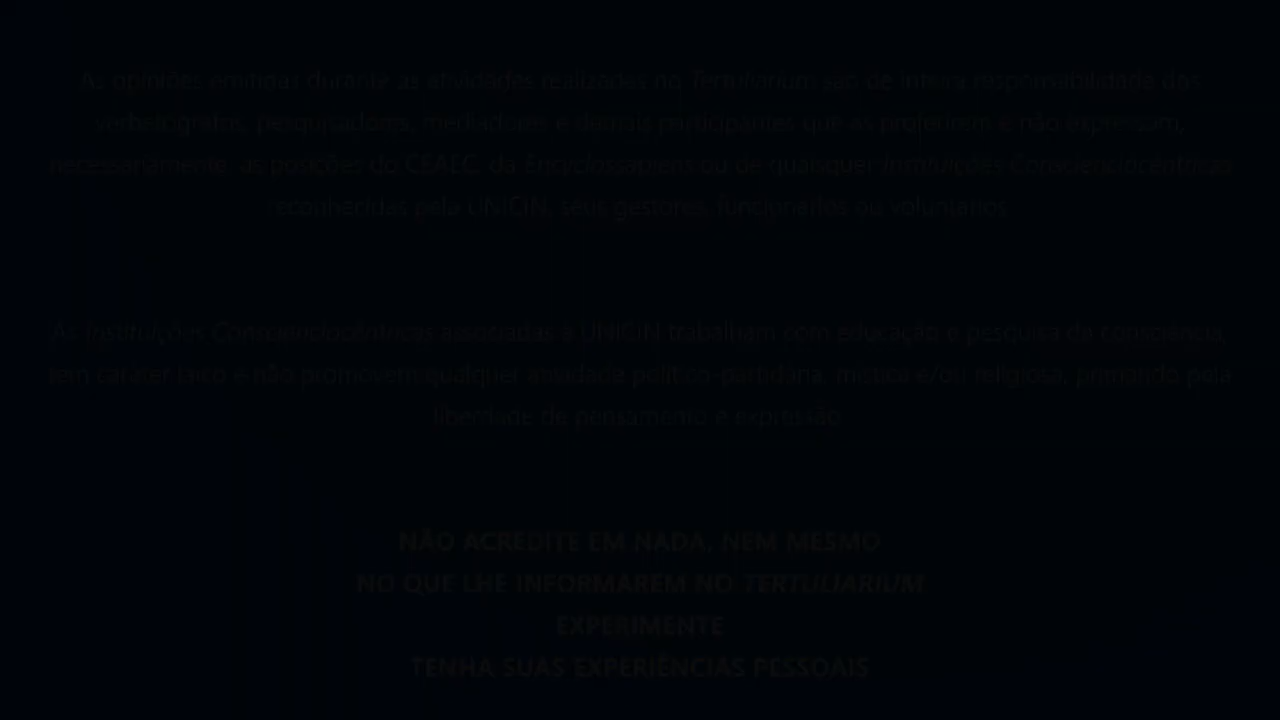 As opiniões emitidas durante as atividades realizadas no Tertuliarium são de inteira responsabilidade dos
verbetógrafos, pesquisadores, mediadores e demais participantes que as proferirem e não expressam,
necessariamente, as posições do CEAEC, da Encyclossapiens ou de quaisquer Instituições Conscienciocêntricas
reconhecidas pela UNICIN, seus gestores, funcionários ou voluntários.
As Instituições Conscienciocêntricas associadas à UNICIN trabalham com educação e pesquisa da consciência,
tem caráter laico e não promovem qualquer atividade político-partidária, mística e/ou religiosa, primando pela
liberdade de pensamento e expressão.
NÃO ACREDITE EM NADA, NEM MESMO
NO QUE LHE INFORMAREM NO TERTULIARIUM
EXPERIMENTE
TENHA SUAS EXPERIÊNCIAS PESSOAIS